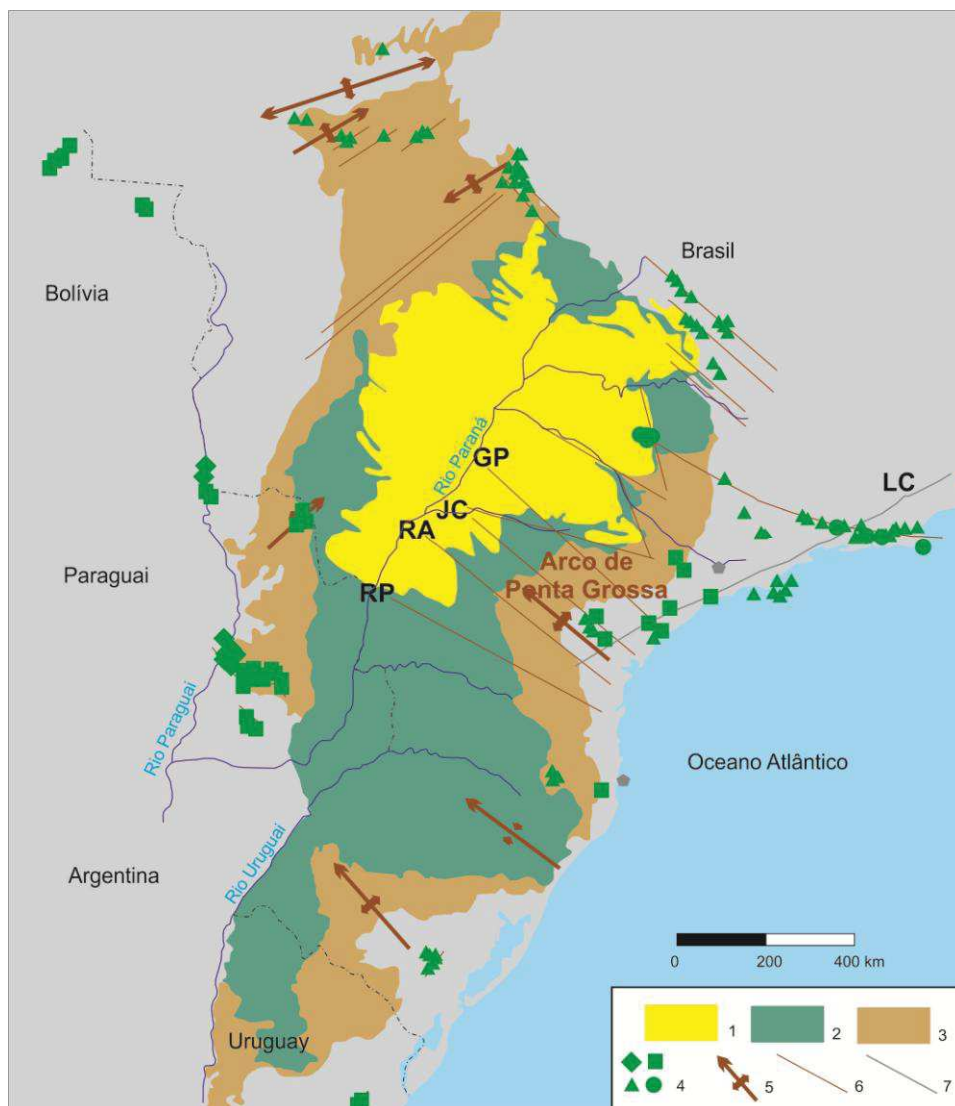 Brasil
Bolívia
Rio Paraná
GP
LC
JC
RA
Arco de
Ponta Grossa
Paraguai
RP
Rio Paraguai
Oceano Atlântico
Rio Uruguai
Argentina
0 200 400 km
1 2 3
Uruguay
4 5 6 7